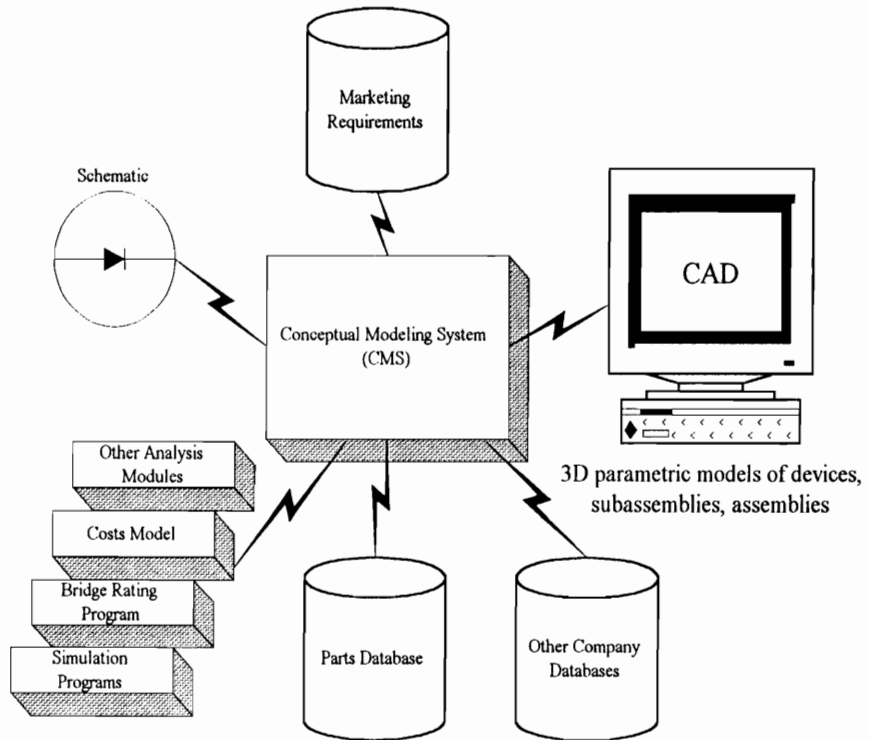 Marketing
Requirements
Schematic
CAD
Conceptual Modeling System
(CMS)
Other Analysis
Modules
3D parametric models of devices,
subassemblies, assemblies
Costs Model
Bridge Rating
Program
Simulation
Programs
Parts Database
Other Company
Databases